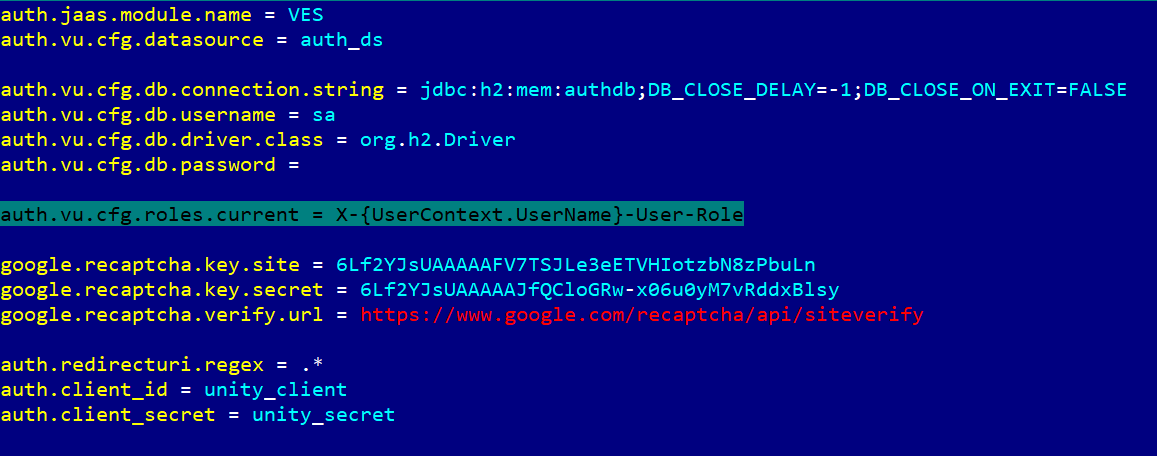 auth.jaas.module.name = VES
auth.vu.cfg.datasource = auth_ds
auth.vu.cfg.db.connection.string = jdbc:h2:mem:authdb;DB_CLOSE_DELAY=-1;DB_CLOSE_ON_EXIT=FALSE
auth.vu.cfg.db.username = sa
auth.vu.cfg.db.driver.class = org.h2.Driver
auth.vu.cfg.db.password =
auth.vu.cfg.roles.current = X-{UserContext.UserName}-User-Role
google.recaptcha.key.site = 6Lf2YJsUAAAAAFV7TSJLe3eETVHIotzbN8zPbuLn
google.recaptcha.key.secret = 6Lf2YJsUAAAAAJfQCloGRw-x06u0yM7vRddxBlsy
google.recaptcha.verify.url = https://www.google.com/recaptcha/api/siteverify
auth.redirecturi.regex = .*
auth.client_id = unity_client
auth.client_secret = unity_secret